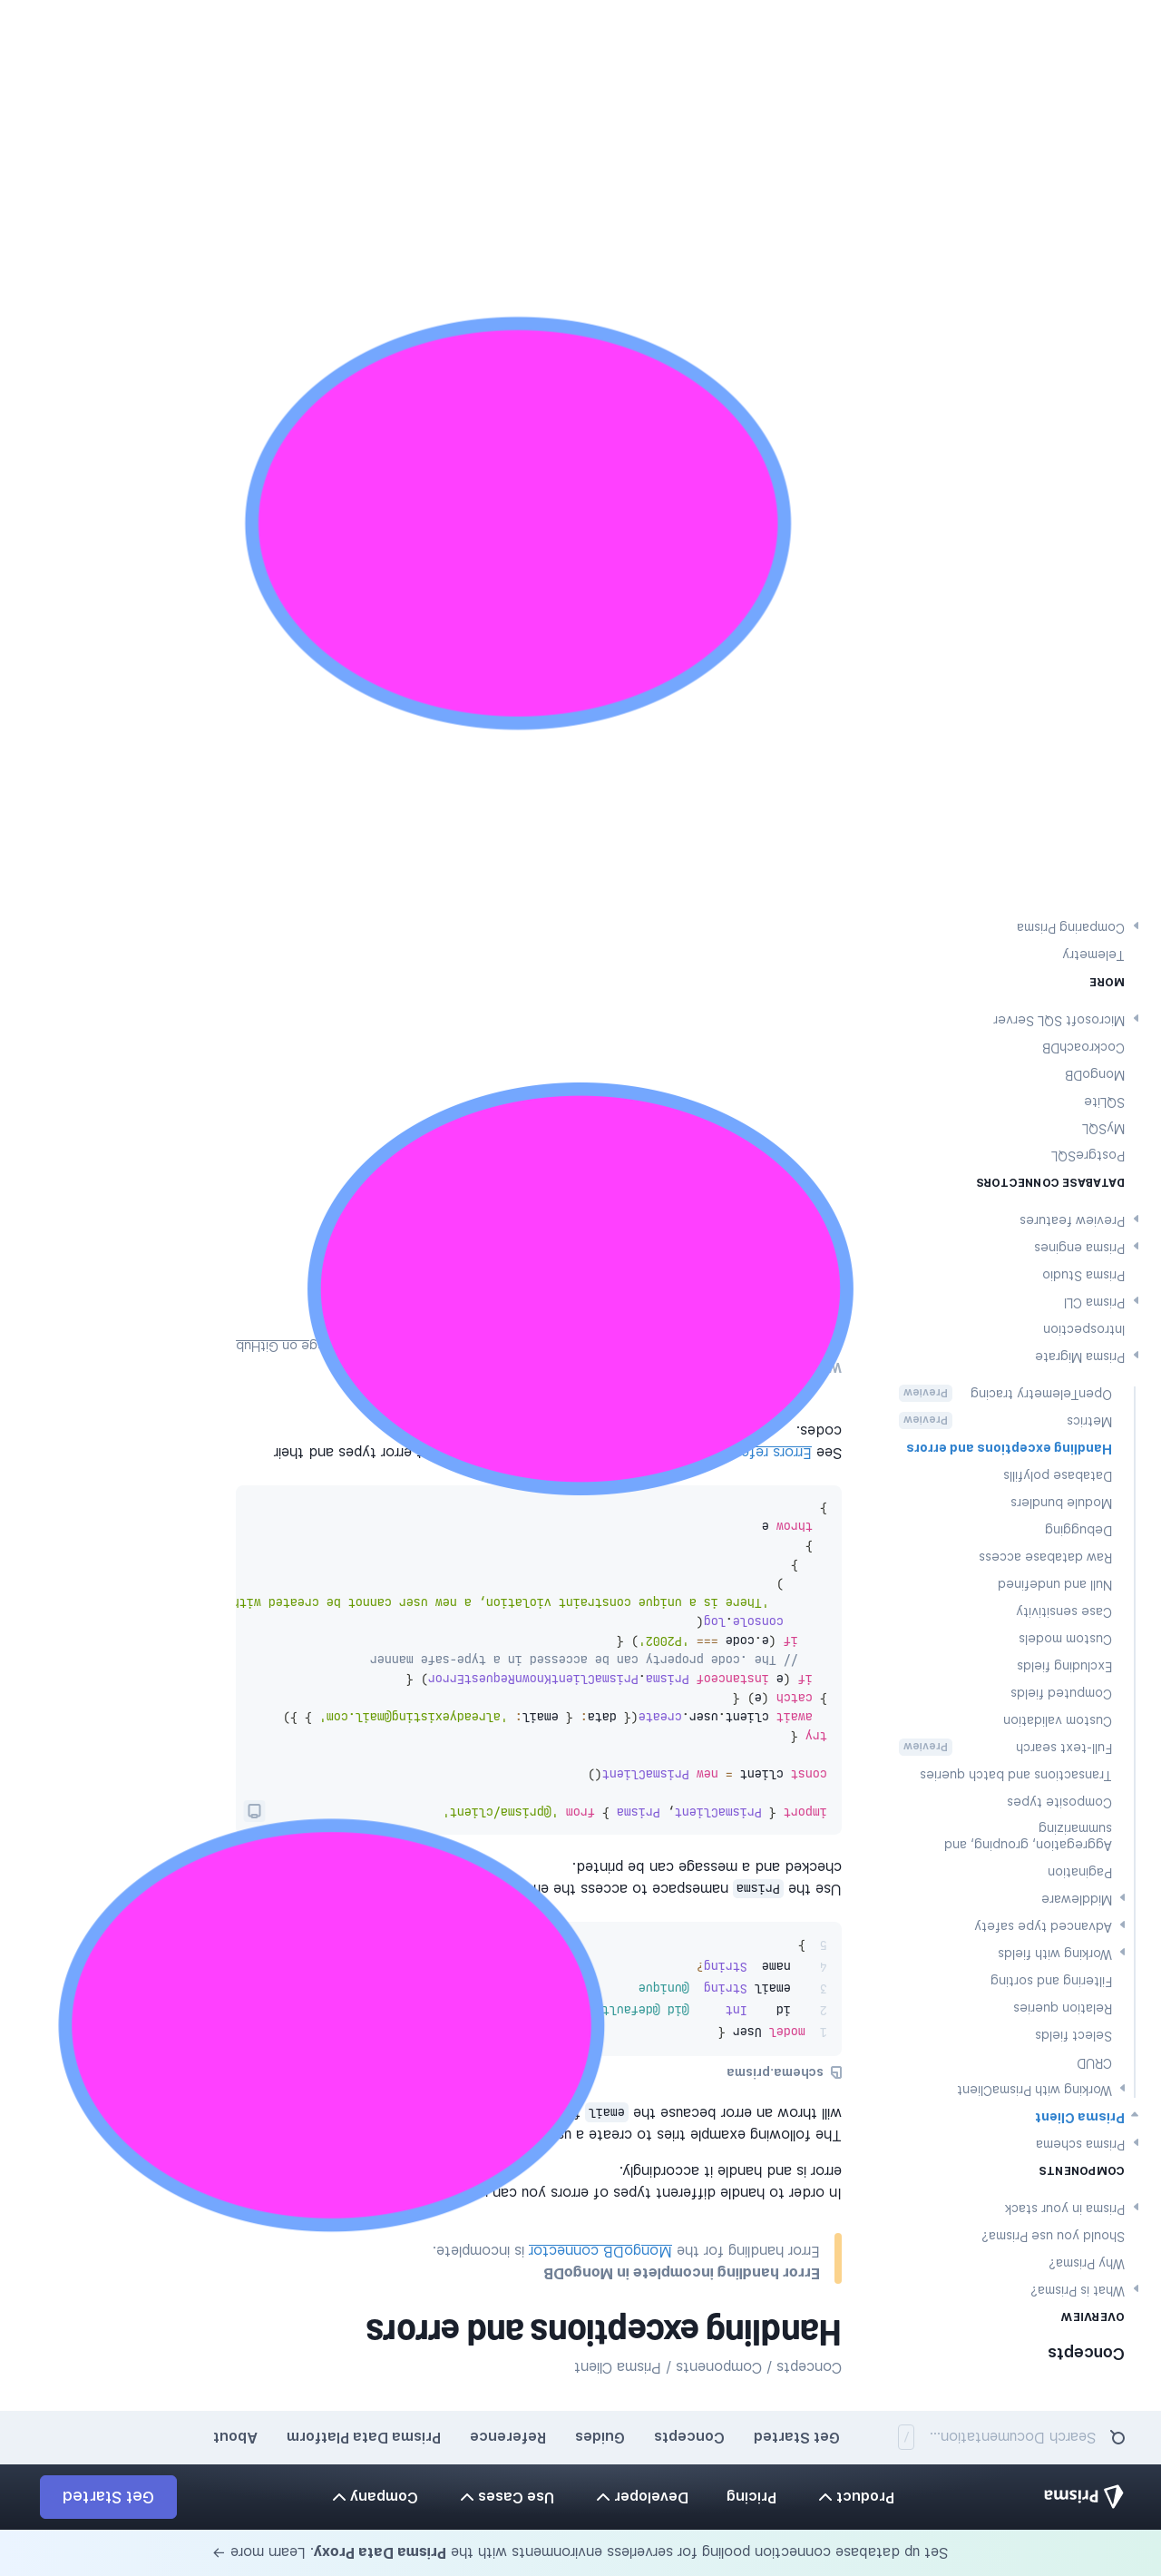 Set up database connection pooling for serverless environments with the Prisma Data Proxy. Learn more →
Prisma
Product
Pricing
Developer
Use Cases
Company
Get Started
Search Documentation... /
Get Started
Concepts
Guides
Reference
Prisma Data Platform
About
Concepts
OVERVIEW
What is Prisma?
Why Prisma?
Should you use Prisma?
Prisma in your stack
COMPONENTS
Prisma schema
Prisma Client
Working with PrismaClient
CRUD
Select fields
Relation queries
Filtering and sorting
Working with fields
Advanced type safety
Middleware
Pagination
Aggregation, grouping, and
summarizing
Composite types
Transactions and batch queries
Full-text search Preview
Custom validation
Computed fields
Excluding fields
Custom models
Case sensitivity
Null and undefined
Raw database access
Debugging
Module bundlers
Database polyfills
Handling exceptions and errors
Metrics Preview
OpenTelemetry tracing Preview
Prisma Migrate
Introspection
Prisma CLI
Prisma Studio
Prisma engines
Preview features
DATABASE CONNECTORS
PostgreSQL
MySQL
SQLite
MongoDB
CockroachDB
Microsoft SQL Server
MORE
Telemetry
Comparing Prisma
Concepts / Components / Prisma Client
Handling exceptions and errors
Error handling incomplete in MongoDB
Error handling for the MongoDB connector is incomplete.
In order to handle different types of errors you can
error is and handle it accordingly.
The following example tries to create a
will throw an error because the email
schema.prisma
1 model User {
2 id Int @id @default
3 email String @unique
4 name String?
5 }
Use the Prisma namespace to access the
checked and a message can be printed.
import { PrismaClient, Prisma } from '@prisma/client'
const client = new PrismaClient()
try {
await client.user.create({ data: { email: 'alreadyexisting@mail.com' } })
} catch (e) {
if (e instanceof Prisma.PrismaClientKnownRequestError) {
// The .code property can be accessed in a type-safe manner
if (e.code === 'P2002') {
console.log(
'There is a unique constraint violation, a new user cannot be created with
)
}
}
throw e
}
See Errors error types and their
codes.
on GitHub